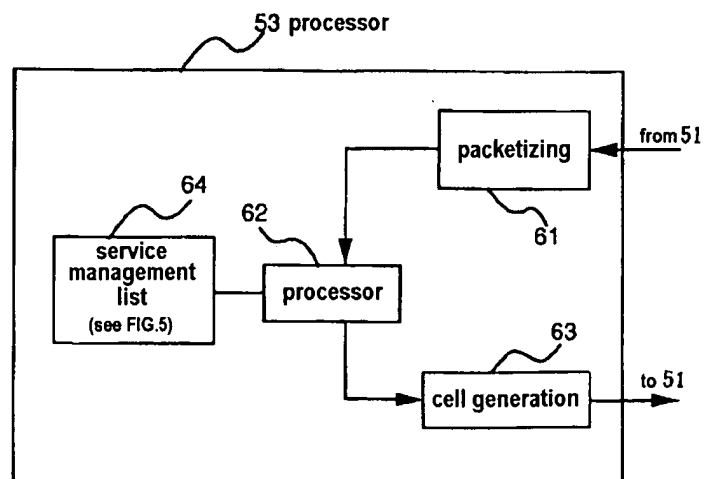 53 processor
packetizing
from 51
61
64
service
management
list
(see FIG.5)
62
processor
63
cell generation
to 51